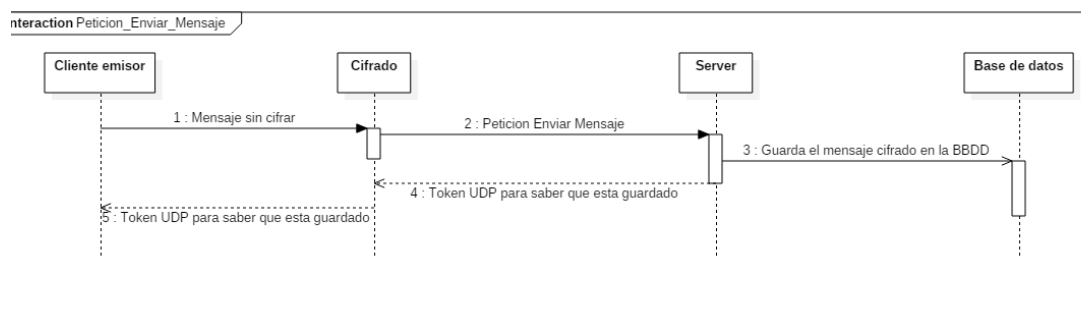 interaction Peticion_Enviar_Mensaje
Cliente emisor
Cifrado
Server
Base de datos
1 : Mensaje sin cifrar
2 : Peticion Enviar Mensaje
3 : Guarda el mensaje cifrado en la BBDD
4 : Token UDP para saber que esta guardado
5 : Token UDP para saber que esta guardado